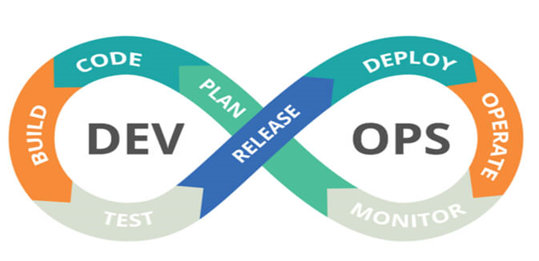 CODE
PLAN
DEPLOY
BUILD
DEV
RELEASE
OPS
OPERATE
TEST
MONITOR